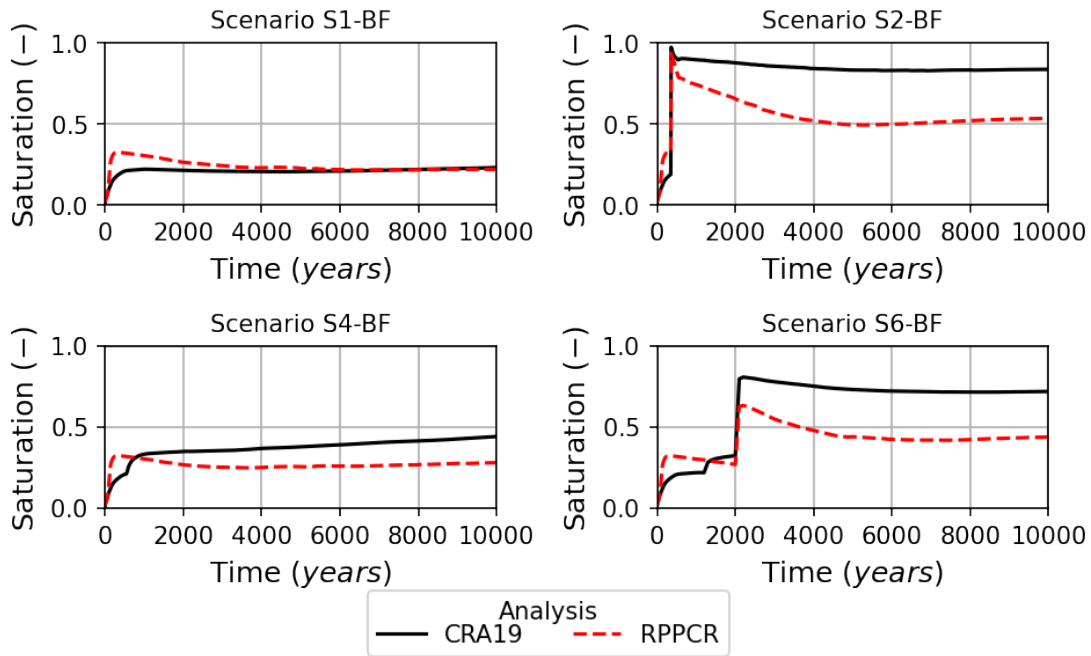 Scenario S1-BF
Saturation (−)
1.0
0.5
0.0
0 2000 4000 6000 8000 10000
Time (years)
Scenario S2-BF
Saturation (−)
1.0
0.5
0.0
0 2000 4000 6000 8000 10000
Time (years)
Scenario S4-BF
Saturation (−)
1.0
0.5
0.0
0 2000 4000 6000 8000 10000
Time (years)
Scenario S6-BF
Saturation (−)
1.0
0.5
0.0
0 2000 4000 6000 8000 10000
Time (years)
Analysis
CRA19 RPPCR